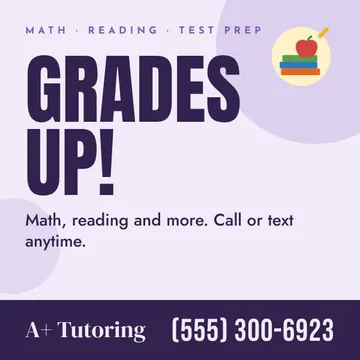 MATH · READING · TEST PREP
GRADES
UP!
Math, reading and more. Call or text
anytime.
A+ Tutoring
(555) 300-6923